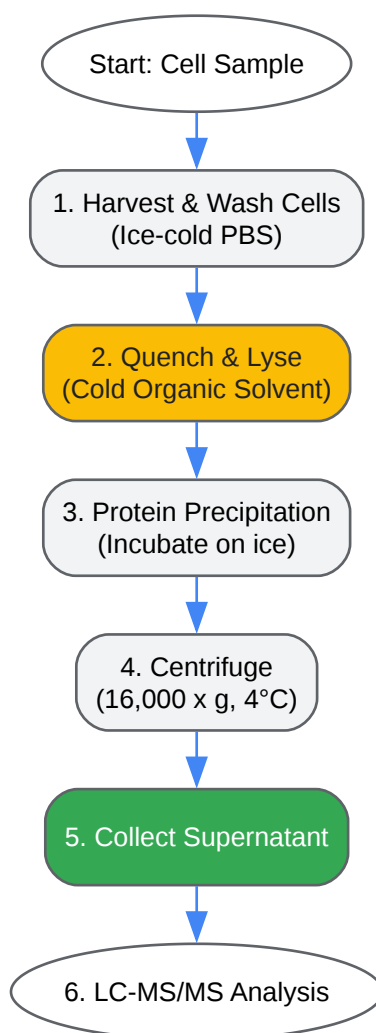 Start: Cell Sample
1. Harvest & Wash Cells
(Ice-cold PBS)
2. Quench & Lyse
(Cold Organic Solvent)
3. Protein Precipitation
(Incubate on ice)
4. Centrifuge
(16,000 x g, 4°C)
5. Collect Supernatant
6. LC-MS/MS Analysis